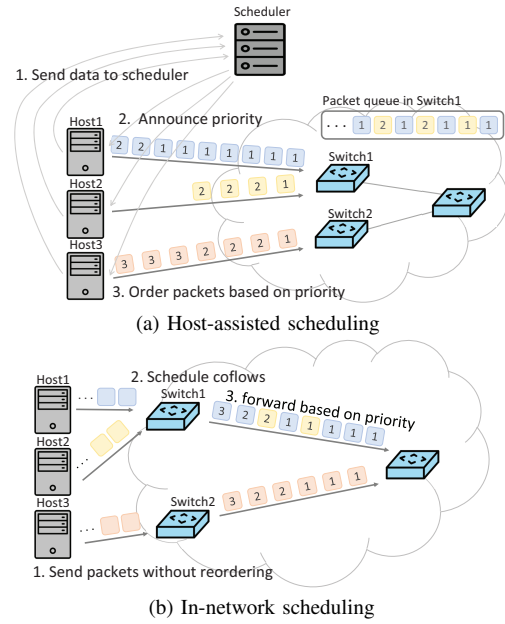 Scheduler
1. Send data to scheduler
Packet queue in Switch1
... 1 2 1 2 1 1 1
2. Announce priority
Host1
2 2 1 1 1 1 1 1 1
Switch1
Host2
2 2 2 1
Switch2
Host3
3 3 3 2 2 2 1
3. Order packets based on priority
(a) Host-assisted scheduling
2. Schedule coflows
Host1
...
Switch1
3. forward based on priority
3 2 2 1 1 1 1 1
Host2
...
Host3
...
Switch2
3 2 2 1 1 1
1. Send packets without reordering
(b) In-network scheduling